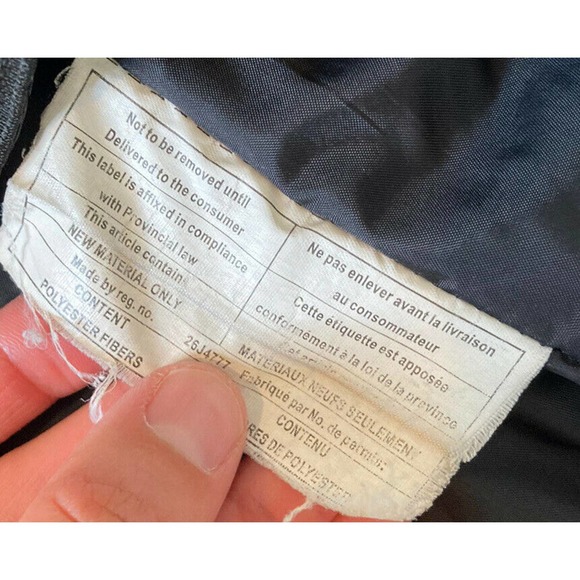 Not to be removed until
Delivered to the consumer
This label is affixed in compliance
with Provincial law
This article contain
NEW MATERIAL ONLY
Made by reg. no.
CONTENT
POLYESTER FIBERS
Ne pas enlever avant la livraison
au consommateur
Cette étiquette est apposée
conformément à la loi de la province
MATERIAUX NEUFS SEULEMENT
26J4777
Fabriqué par No. de permis.
CONTENU
DE POLYESTER